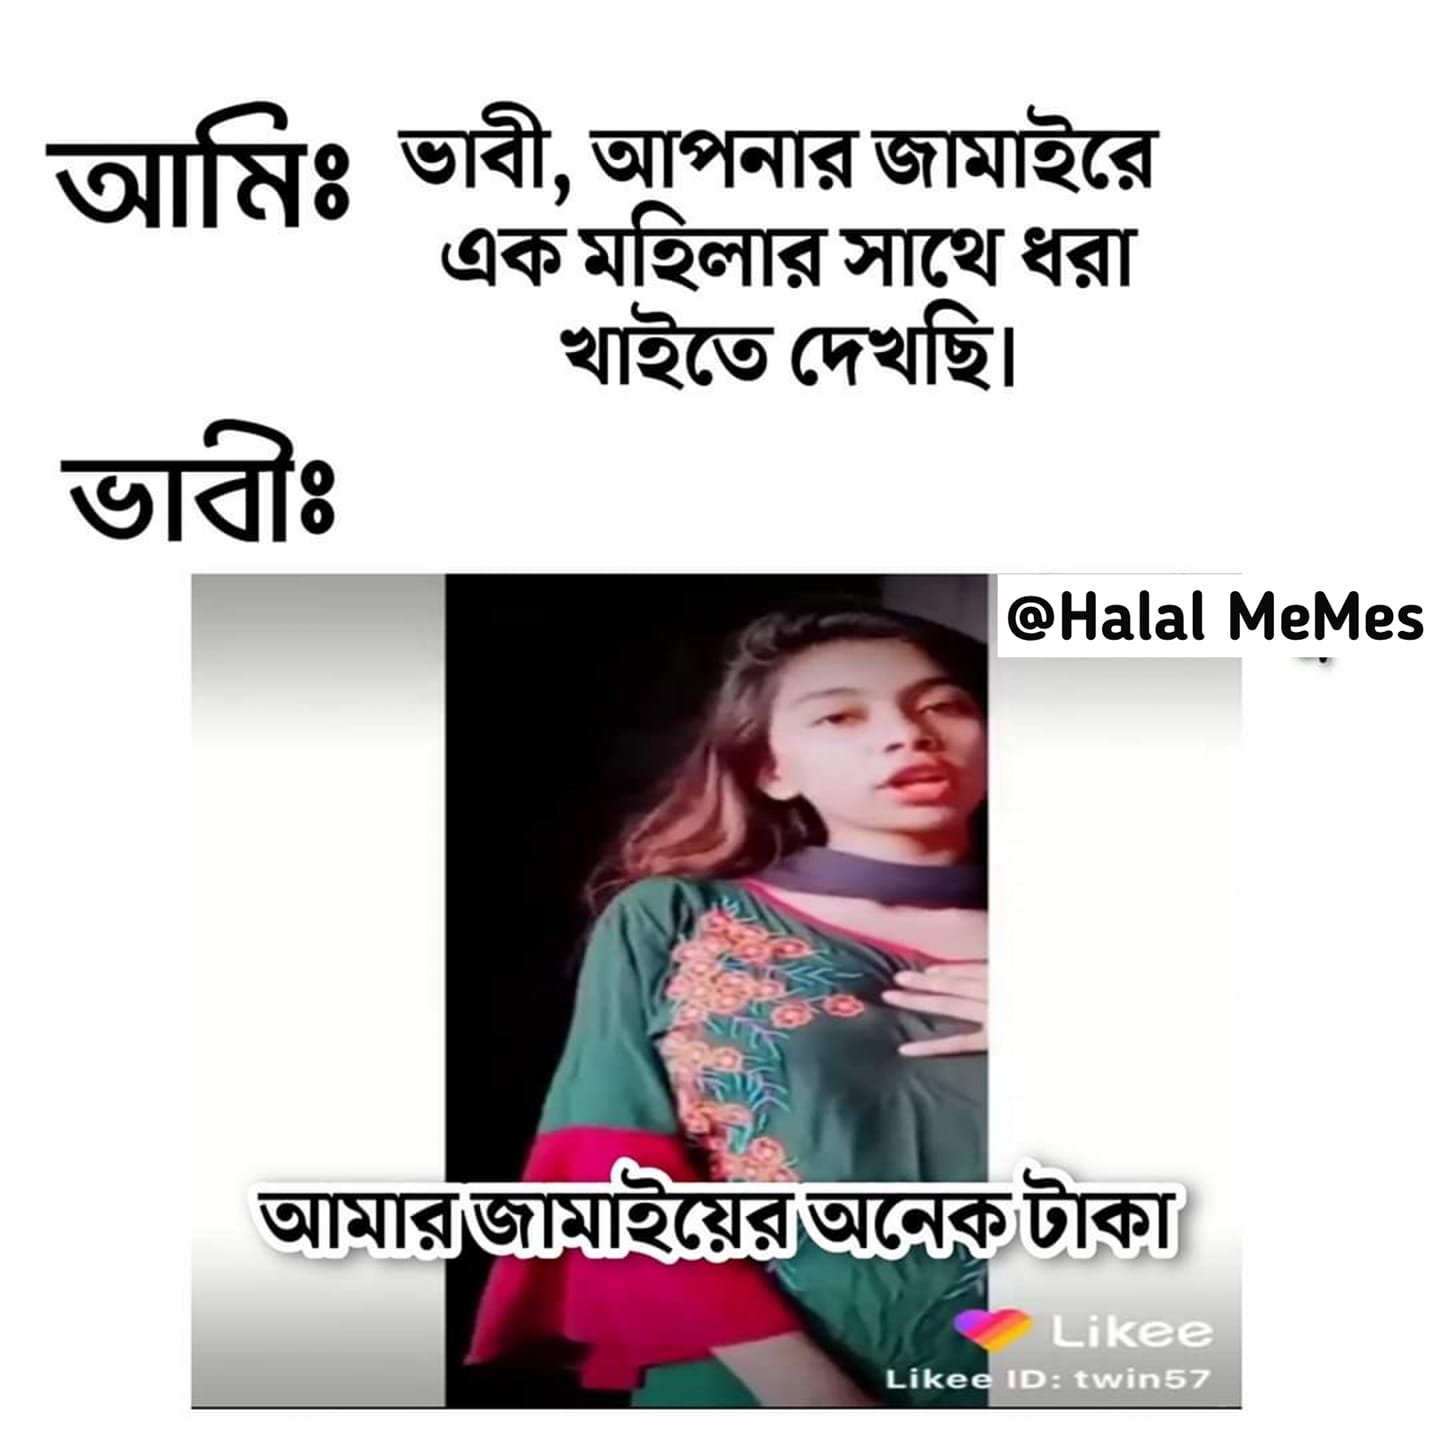 আমিঃ ভাবী, আপনার জামাইরে
এক মহিলার সাথে ধরা
খাইতে দেখছি।
ভাবীঃ
@Halal MeMes
আমার জামাইয়ের অনেক টাকা
Likee
Likee ID: twin57